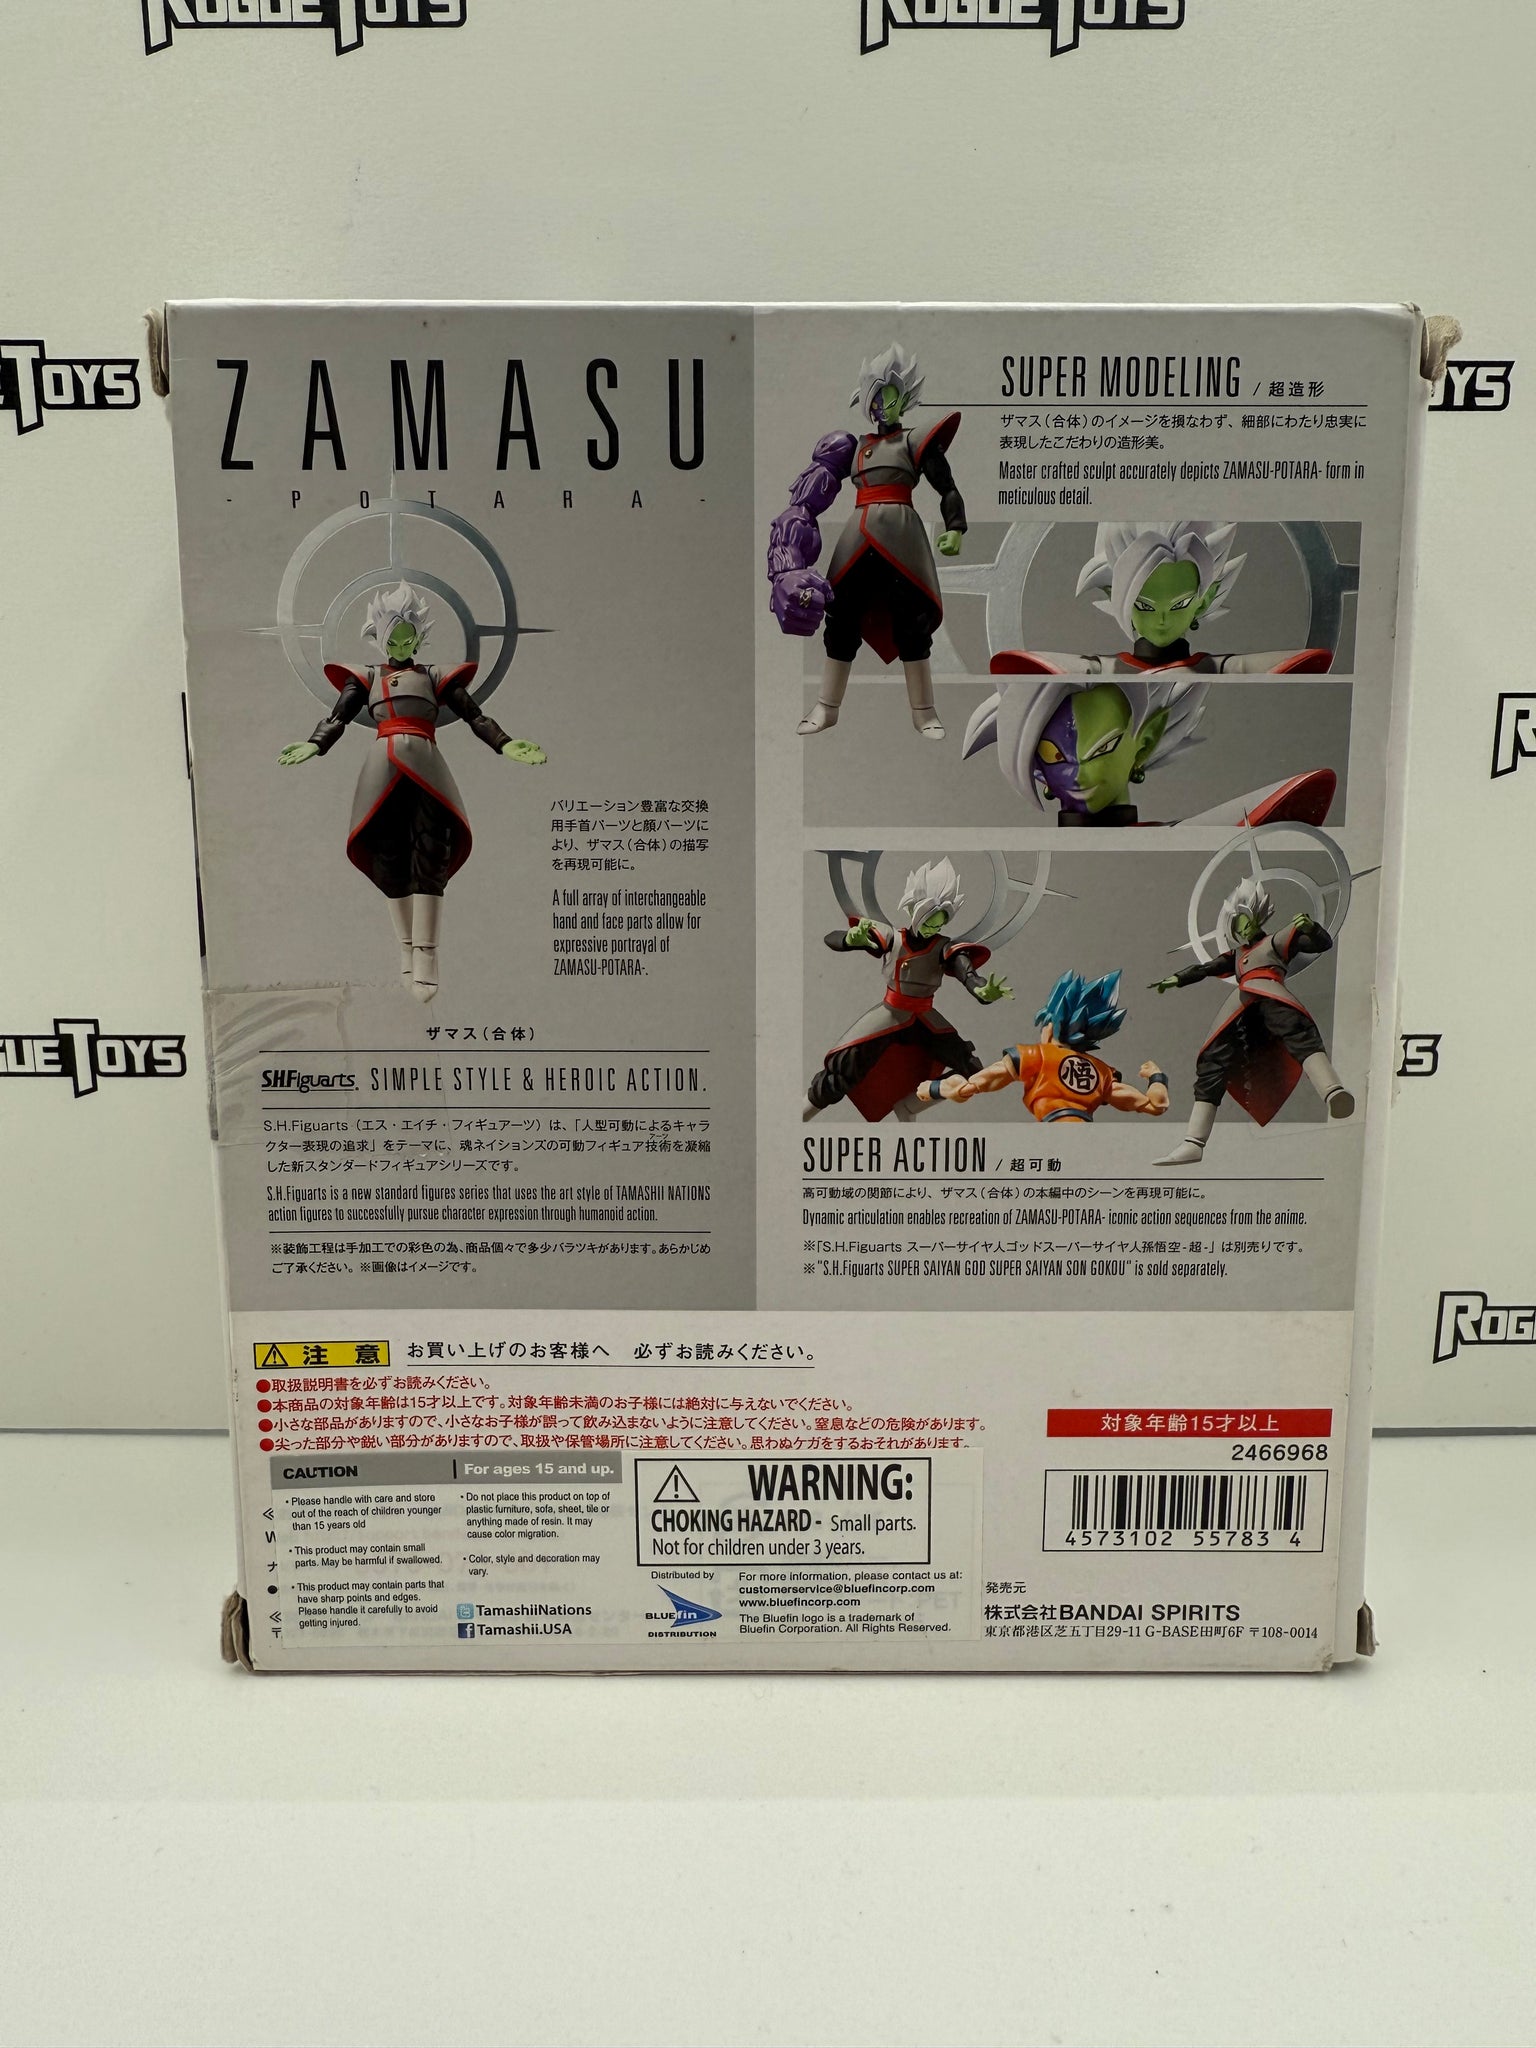 ROGUE TOYS
ROGUE TOYS
TOYS
OYS
GUE TOYS
R
ROGU
ZAMASU
- POTARA -
バリエーション豊富な交換
用手首パーツと顔パーツに
より、ザマス(合体)の描写
を再現可能に。
A full array of interchangeable
hand and face parts allow for
expressive portrayal of
ZAMASU-POTARA-.
ザマス(合体)
S.H.Figuarts. SIMPLE STYLE & HEROIC ACTION.
S.H.Figuarts(エス・エイチ・フィギュアーツ)は、「人型可動によるキャラ
クター表現の追求」をテーマに、魂ネイションズの可動フィギュア技術を凝縮
アーツ
した新スタンダードフィギュアシリーズです。
S.H.Figuarts is a new standard figures series that uses the art style of TAMASHII NATIONS
action figures to successfully pursue character expression through humanoid action.
※装飾工程は手加工での彩色の為、商品個々で多少バラツキがあります。あらかじめ
ご了承ください。※画像はイメージです。
SUPER MODELING / 超造形
ザマス(合体)のイメージを損なわず、細部にわたり忠実に
表現したこだわりの造形美。
Master crafted sculpt accurately depicts ZAMASU-POTARA- form in
meticulous detail.
悟
SUPER ACTION / 超可動
高可動域の関節により、ザマス(合体)の本編中のシーンを再現可能に。
Dynamic articulation enables recreation of ZAMASU-POTARA- iconic action sequences from the anime.
※「S.H.Figuarts スーパーサイヤ人ゴッドスーパーサイヤ人孫悟空-超-」は別売りです。
※"S.H.Figuarts SUPER SAIYAN GOD SUPER SAIYAN SON GOKOU" is sold separately.
注意 お買い上げのお客様へ 必ずお読みください。
●取扱説明書を必ずお読みください。
●本商品の対象年齢は15才以上です。対象年齢未満のお子様には絶対に与えないでください。
●小さな部品がありますので、小さなお子様が誤って飲み込まないように注意してください。窒息などの危険があります。
●尖った部分や鋭い部分がありますので、取扱や保管場所に注意してください。思わぬケガをするおそれがあります。
CAUTION For ages 15 and up.
• Please handle with care and store
out of the reach of children younger
than 15 years old
• This product may contain small
parts. May be harmful if swallowed.
• This product may contain parts that
have sharp points and edges.
Please handle it carefully to avoid
getting injured.
• Do not place this product on top of
plastic furniture, sofa, sheet, tile or
anything made of resin. It may
cause color migration.
• Color, style and decoration may
vary.
TamashiiNations
Tamashii.USA
WARNING:
CHOKING HAZARD - Small parts.
Not for children under 3 years.
Distributed by
BLUEfin
DISTRIBUTION
For more information, please contact us at:
customerservice@bluefincorp.com
www.bluefincorp.com
The Bluefin logo is a trademark of
Bluefin Corporation. All Rights Reserved.
対象年齢15才以上
2466968
4573102 55783 4
発売元
株式会社BANDAI SPIRITS
東京都港区芝五丁目29-11 G-BASE田町6F 〒108-0014